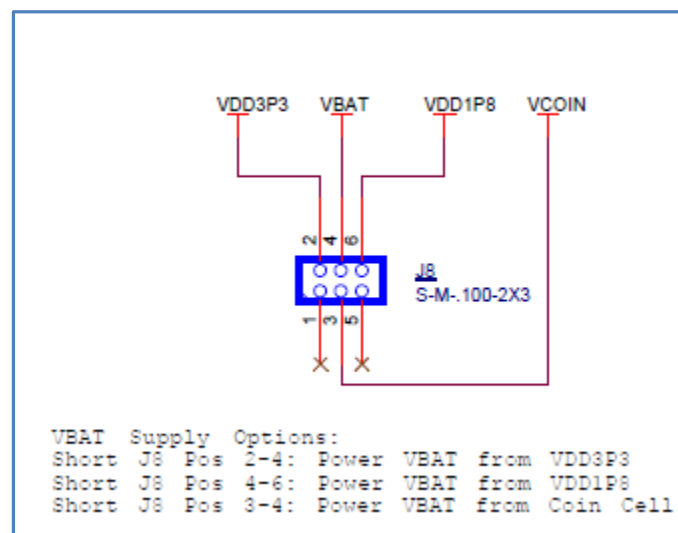 VDD3P3 VBAT VDD1P8 VCOIN
2 4 6
J8
S-M-.100-2X3
1 3 5
VBAT Supply Options:
Short J8 Pos 2-4: Power VBAT from VDD3P3
Short J8 Pos 4-6: Power VBAT from VDD1P8
Short J8 Pos 3-4: Power VBAT from Coin Cell